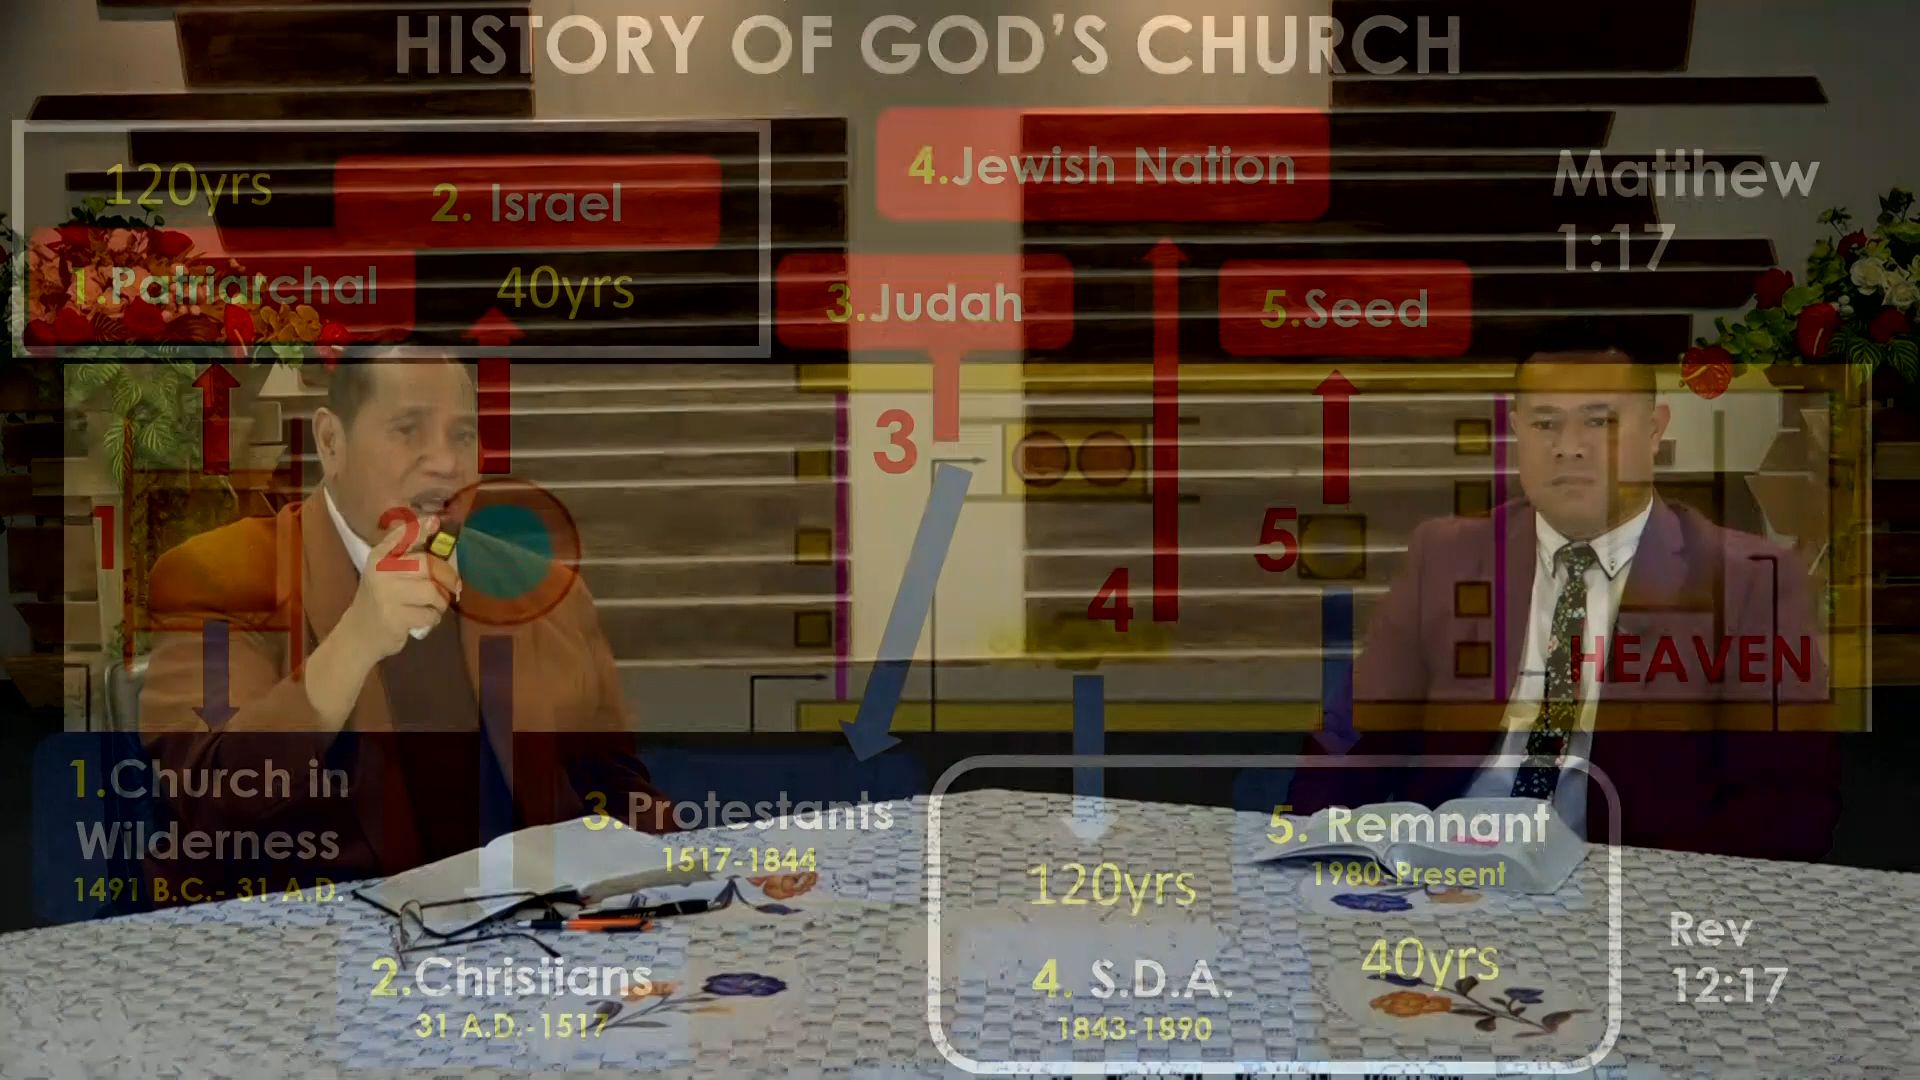 HISTORY OF GOD'S CHURCH
120yrs
2. Israel
1.Patriarchal
40yrs
4.Jewish Nation
3.Judah
5.Seed
Matthew
1:17
1
2
3
4
5
HEAVEN
1.Church in
Wilderness
1491 B.C.- 31 A.D.
2.Christians
31 A.D.-1517
3.Protestants
1517-1844
120yrs
4. S.D.A.
1843-1890
5. Remnant
1980-Present
40yrs
Rev
12:17